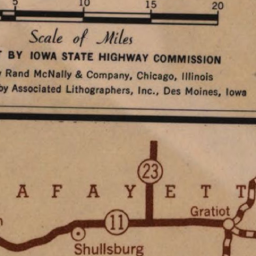 5 10 15 20
Scale of Miles
BY IOWA STATE HIGHWAY COMMISSION
Rand McNally & Company, Chicago, Illinois
by Associated Lithographers, Inc., Des Moines, Iowa
23
A F A Y E T T
Gratiot
11
Shullsburg